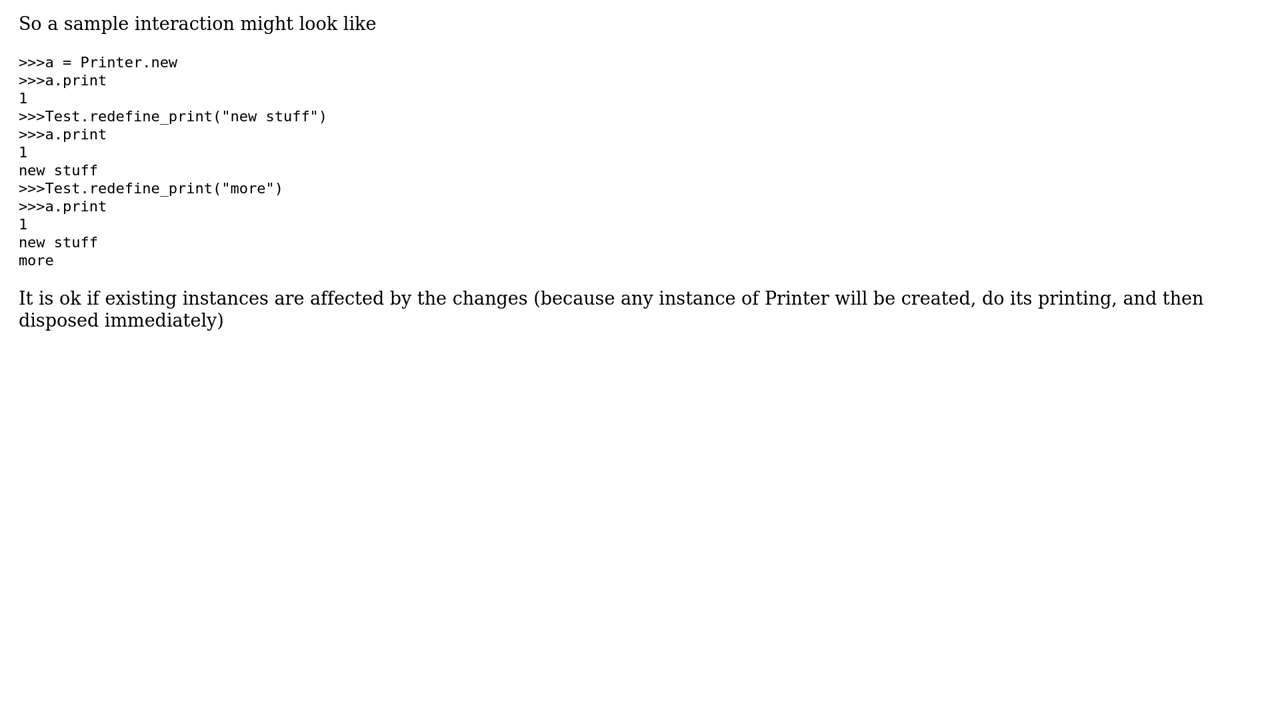 So a sample interaction might look like
>>>a = Printer.new
>>>a.print
1
>>>Test.redefine_print("new stuff")
>>>a.print
1
new stuff
>>>Test.redefine_print("more")
>>>a.print
1
new stuff
more
It is ok if existing instances are affected by the changes (because any instance of Printer will be created, do its printing, and then
disposed immediately)